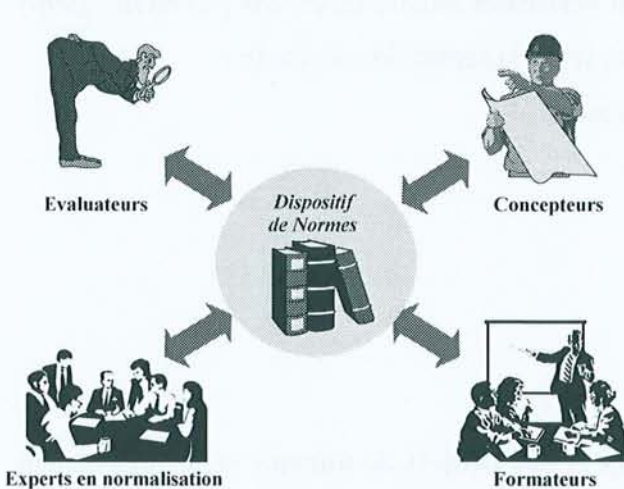 Evaluateurs
Concepteurs
Dispositif
de Normes
Experts en normalisation
Formateurs